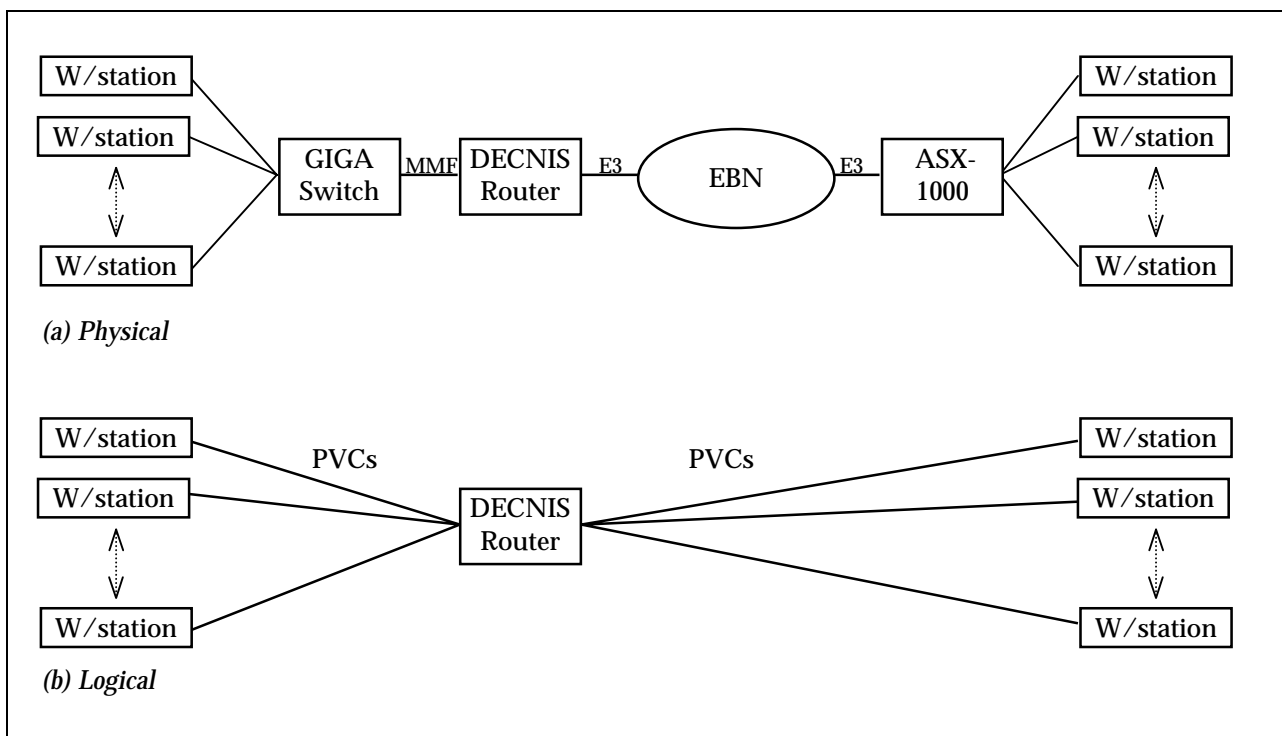 W/station
W/station
W/station
GIGA
Switch
MMF
DECNIS
Router
E3
EBN
E3
ASX-
1000
W/station
W/station
W/station
(a) Physical
W/station
W/station
W/station
PVCs
DECNIS
Router
PVCs
W/station
W/station
W/station
(b) Logical